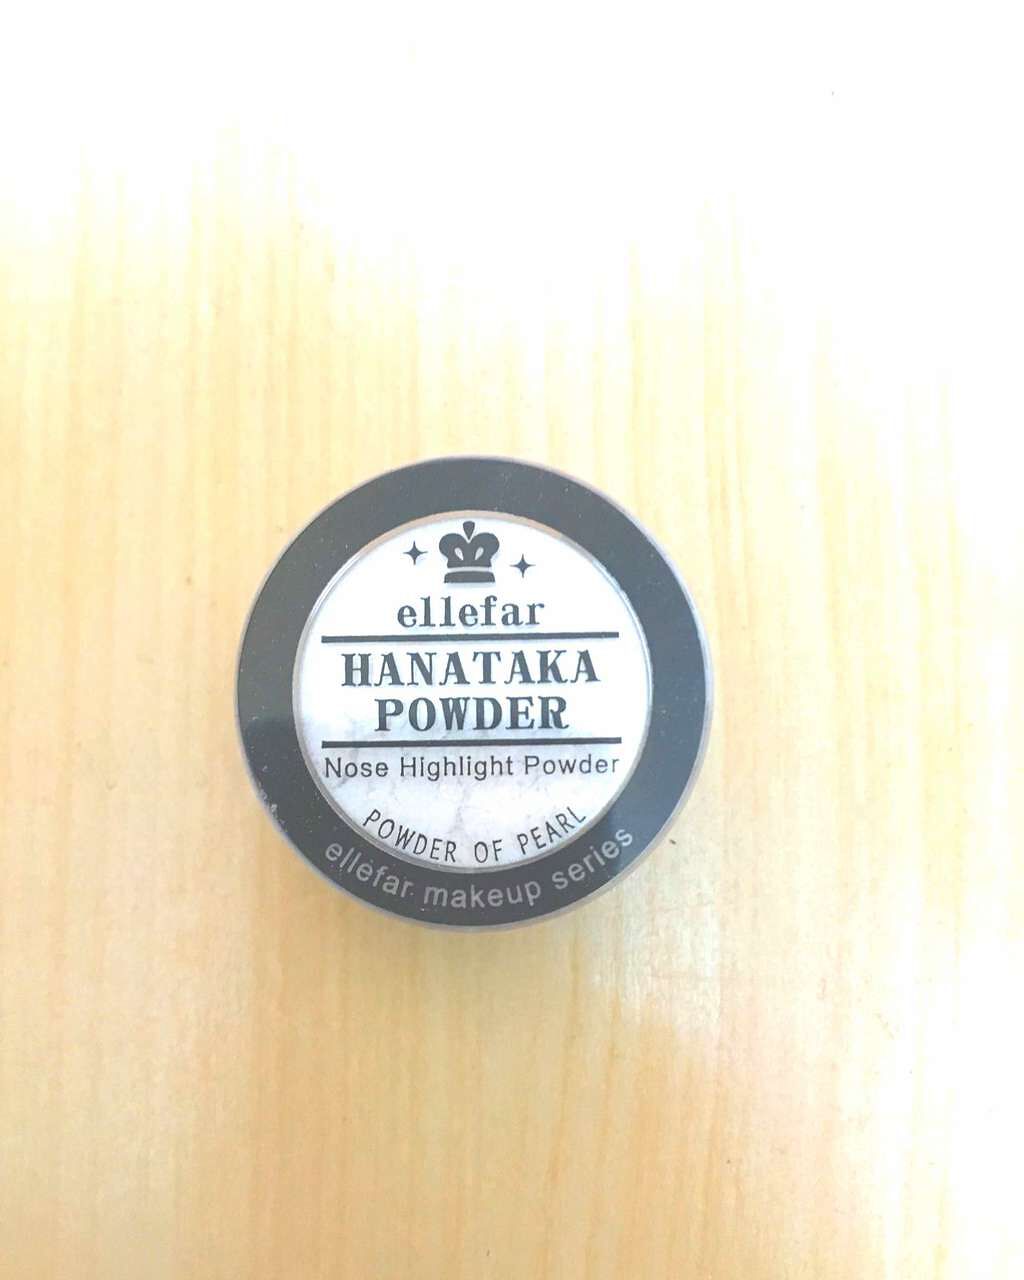 ellefar
HANATAKA
POWDER
Nose Highlight Powder
POWDER OF PEARL
ellefar makeup series